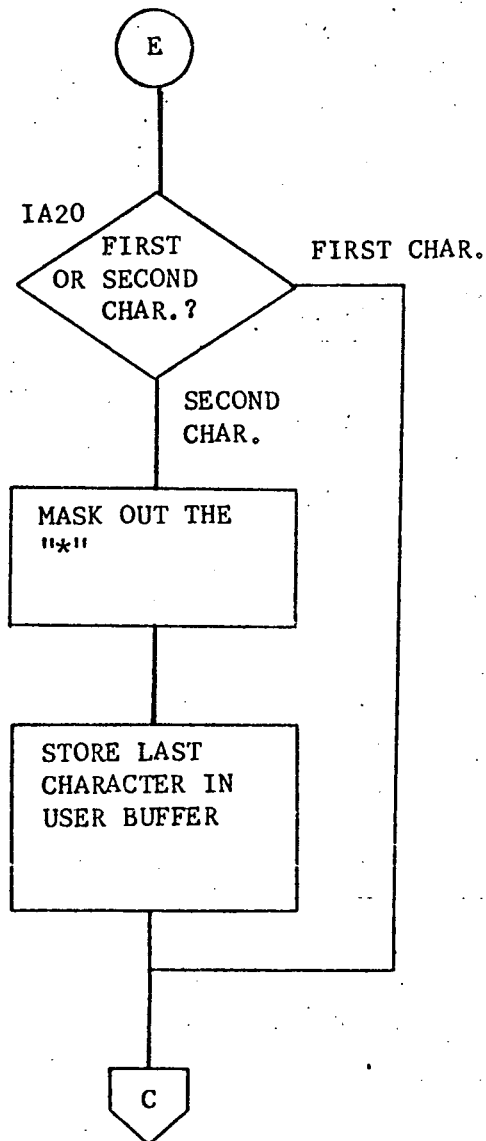 E
IA20
FIRST
OR SECOND
CHAR.?
FIRST CHAR.
SECOND
CHAR.
MASK OUT THE
"*"
STORE LAST
CHARACTER IN
USER BUFFER
C